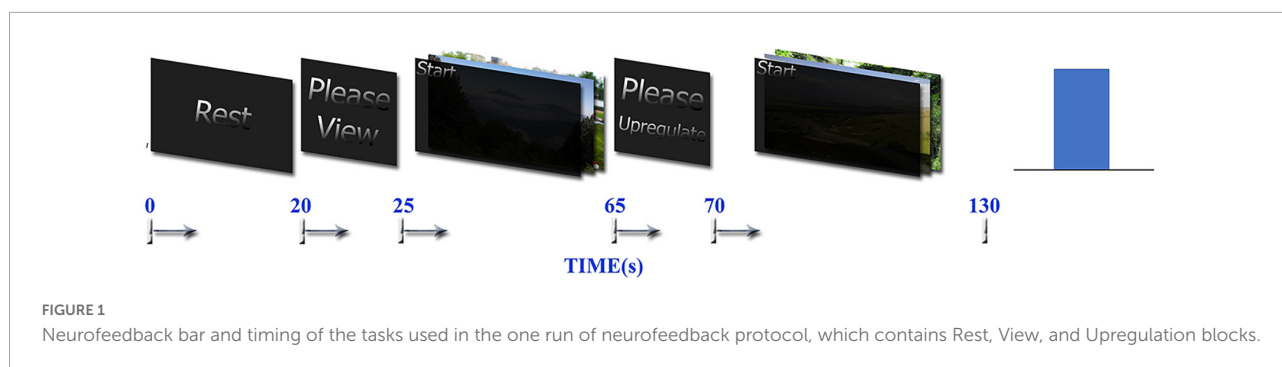 Rest
Please
View
Start
Please
Upregulate
Start
0 20 25 65 70 130
TIME(s)
FIGURE 1
Neurofeedback bar and timing of the tasks used in the one run of neurofeedback protocol, which contains Rest, View, and Upregulation blocks.